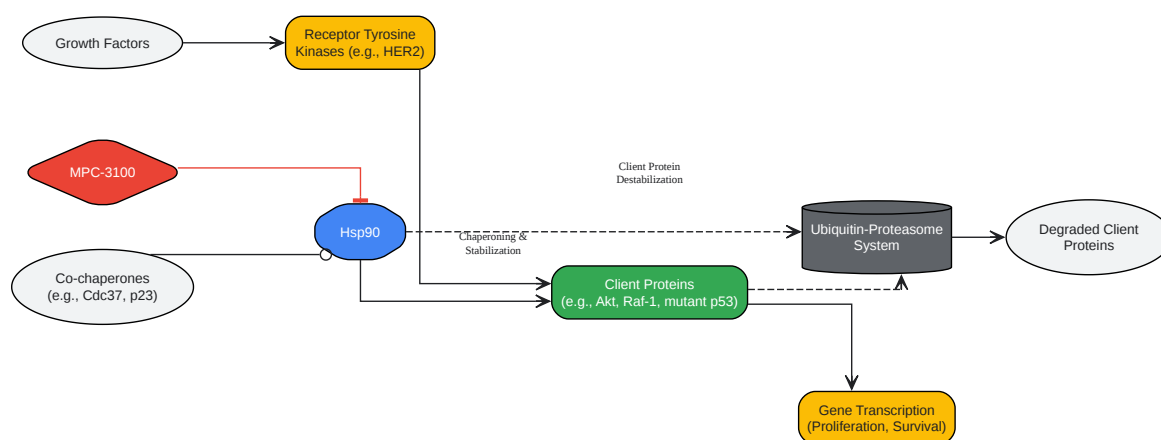 Growth Factors
Receptor Tyrosine
Kinases (e.g., HER2)
MPC-3100
Client Protein
Destabilization
Hsp90
Chaperoning &
Stabilization
Ubiquitin-Proteasome
System
Degraded Client
Proteins
Co-chaperones
(e.g., Cdc37, p23)
Client Proteins
(e.g., Akt, Raf-1, mutant p53)
Gene Transcription
(Proliferation, Survival)